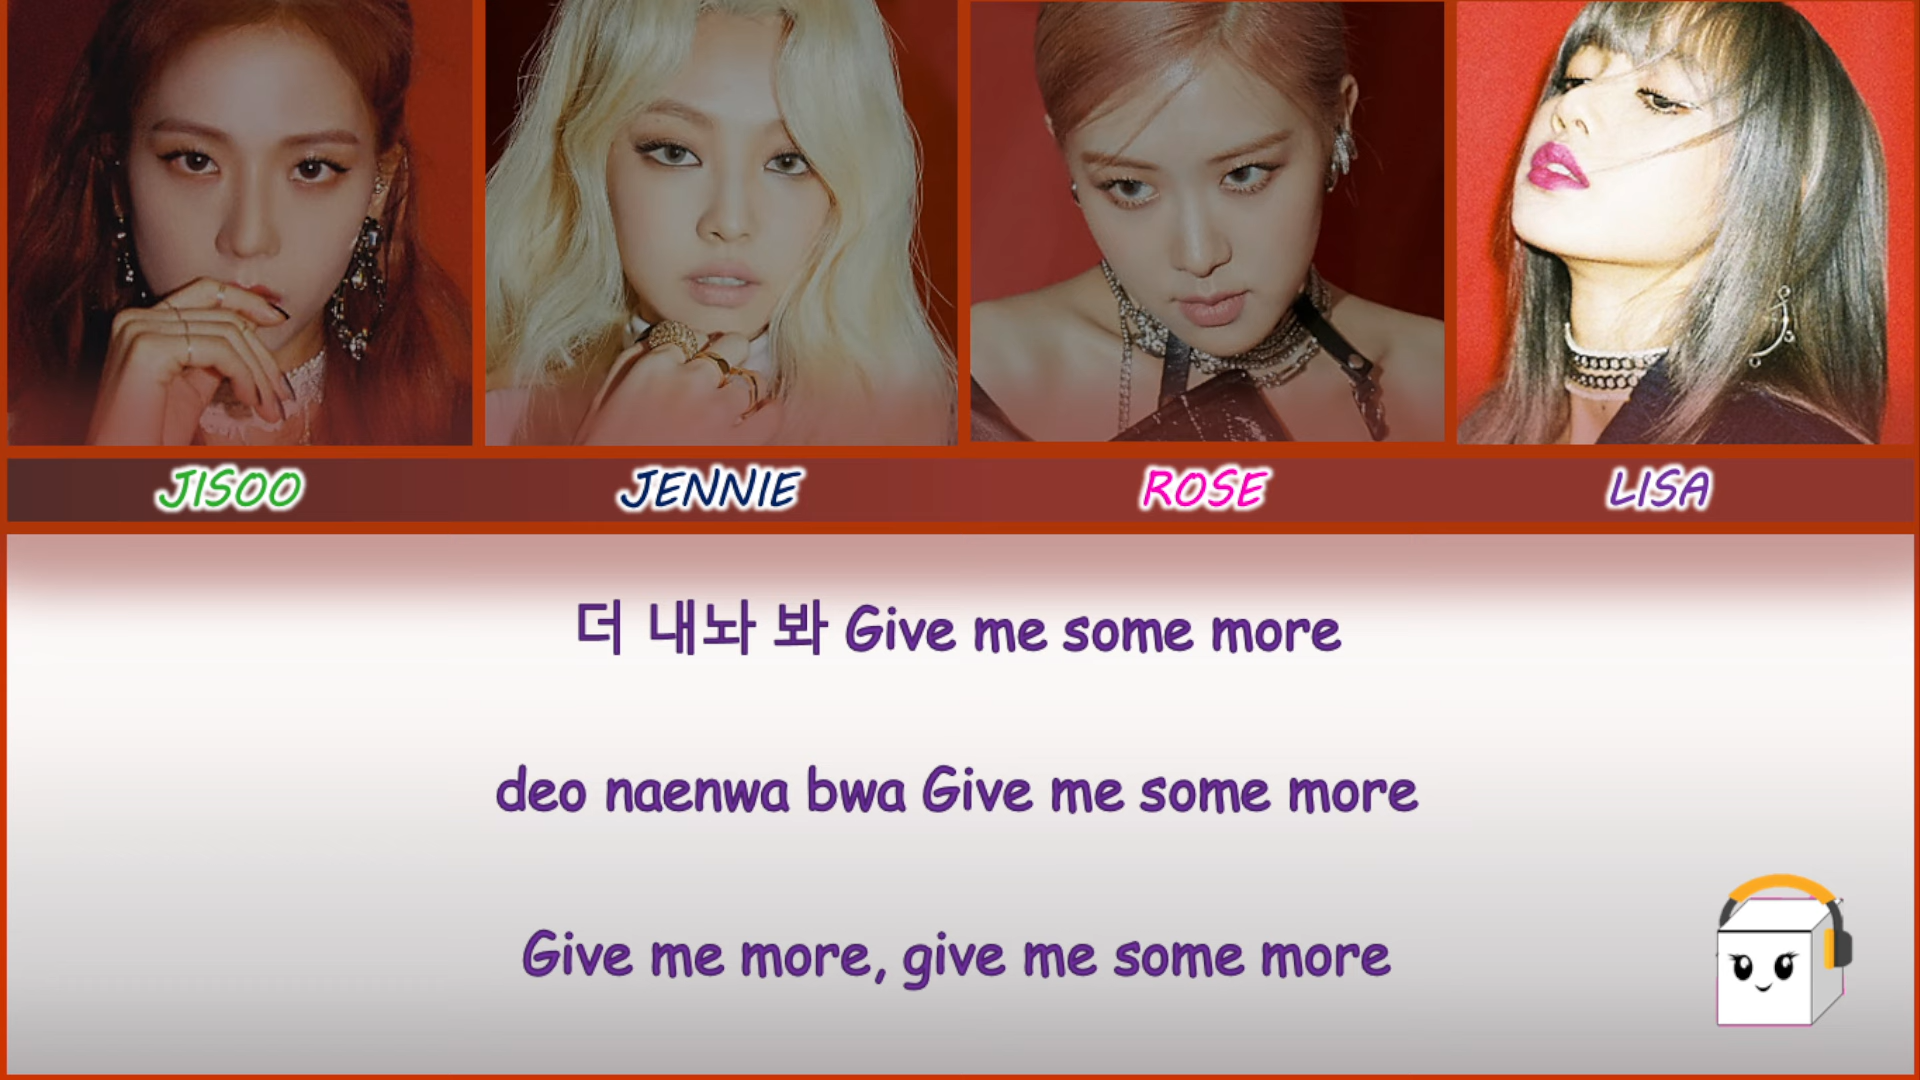 JISOO
JENNIE
ROSE
LISA
더 내놔 봐 Give me some more
deo naenwa bwa Give me some more
Give me more, give me some more